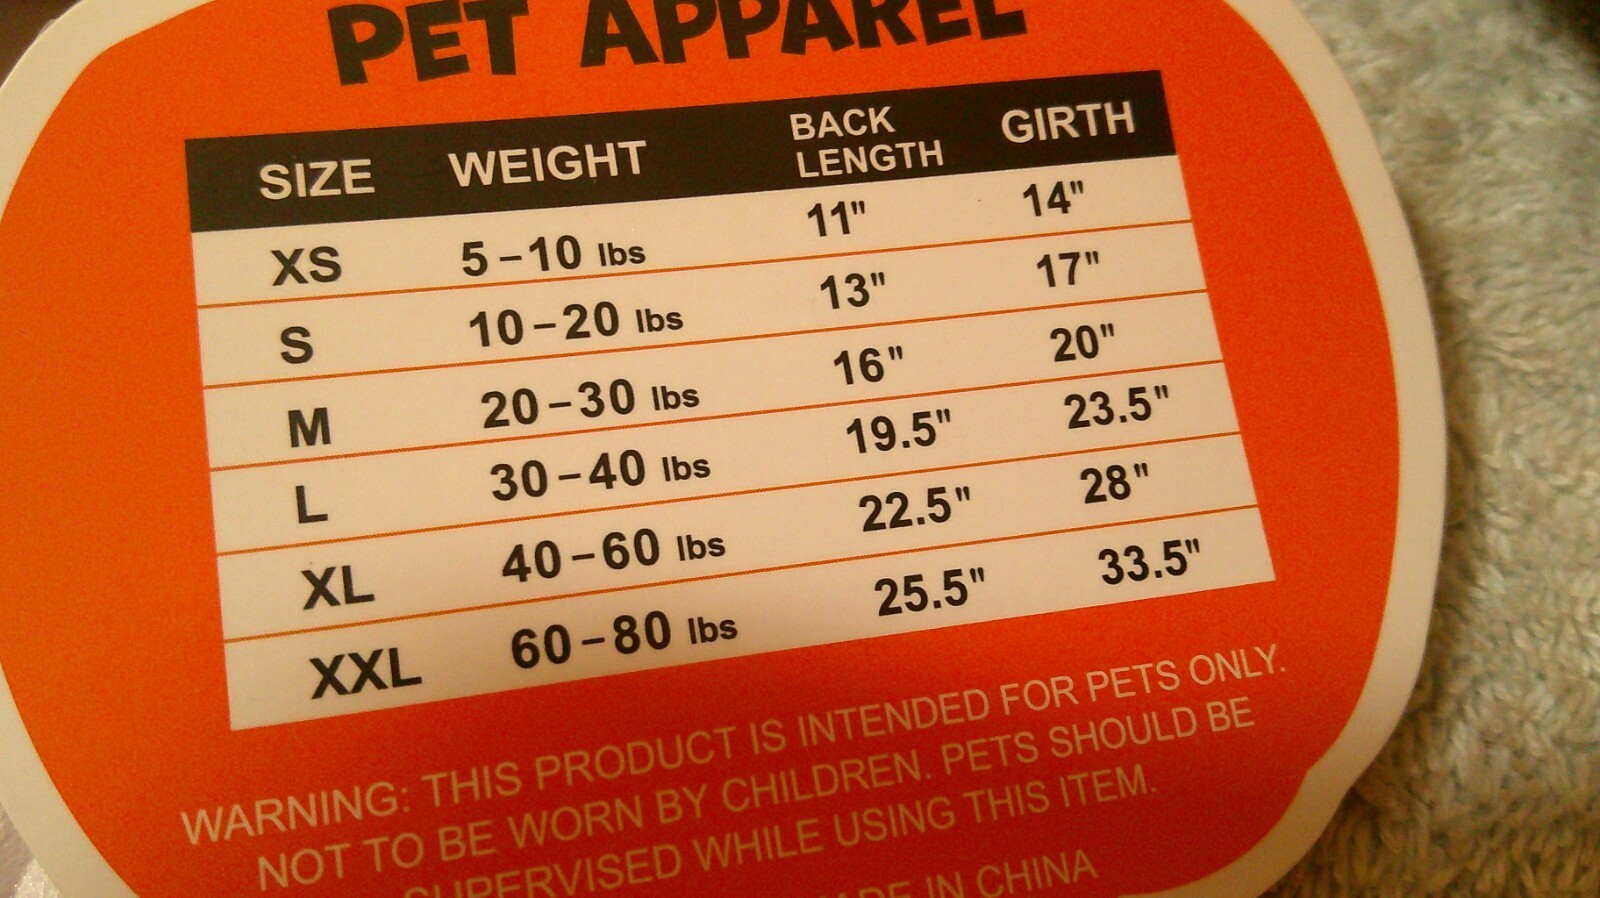 PET APPAREL
SIZE WEIGHT BACK LENGTH GIRTH
XS 5–10 lbs 11" 14"
S 10–20 lbs 13" 17"
M 20–30 lbs 16" 20"
L 30–40 lbs 19.5" 23.5"
XL 40–60 lbs 22.5" 28"
XXL 60–80 lbs 25.5" 33.5"
WARNING: THIS PRODUCT IS INTENDED FOR PETS ONLY.
NOT TO BE WORN BY CHILDREN. PETS SHOULD BE
SUPERVISED WHILE USING THIS ITEM.
MADE IN CHINA